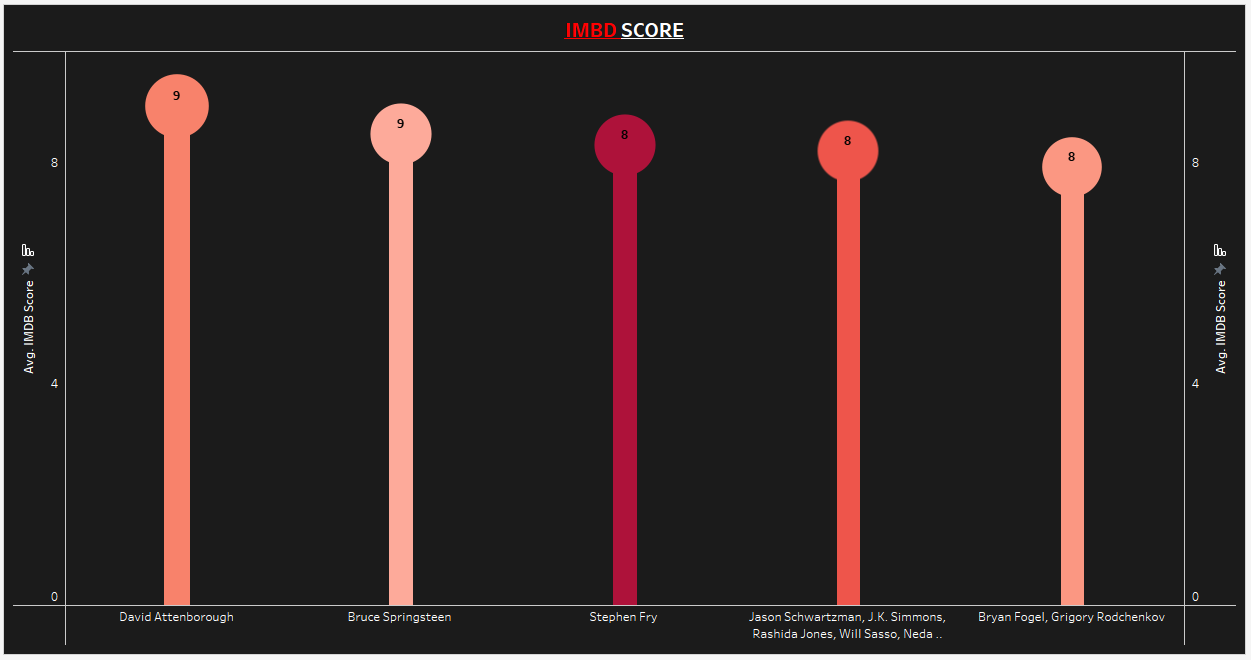 IMBD SCORE
9
9
8
8
8
8
8
4
4
0
0
Avg. IMDB Score
Avg. IMDB Score
David Attenborough
Bruce Springsteen
Stephen Fry
Jason Schwartzman, J.K. Simmons,
Rashida Jones, Will Sasso, Neda ..
Bryan Fogel, Grigory Rodchenkov